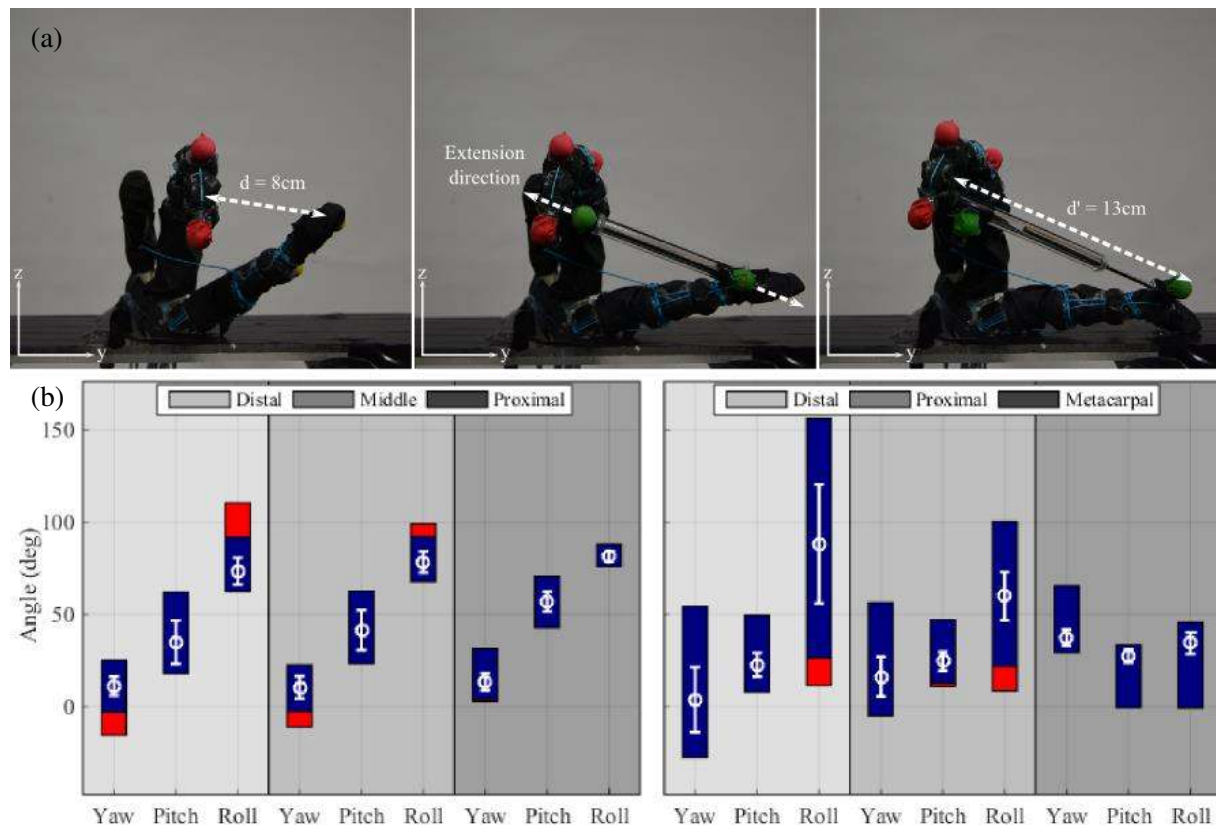 (a)
d = 8cm
z
y
Extension
direction
z
y
d' = 13cm
z
y
(b)
Distal Middle Proximal
Angle (deg)
150
100
50
0
Yaw Pitch Roll Yaw Pitch Roll Yaw Pitch Roll
Distal Proximal Metacarpal
Yaw Pitch Roll Yaw Pitch Roll Yaw Pitch Roll